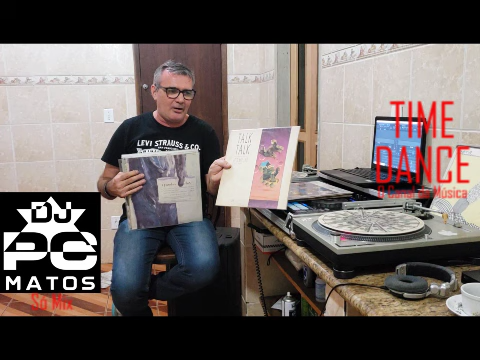 LEVI STRAUSS & CO.
TALK
TALK
TIME
DANCE
O Canal da Música
DJ
PC
MATOS
Só Mix